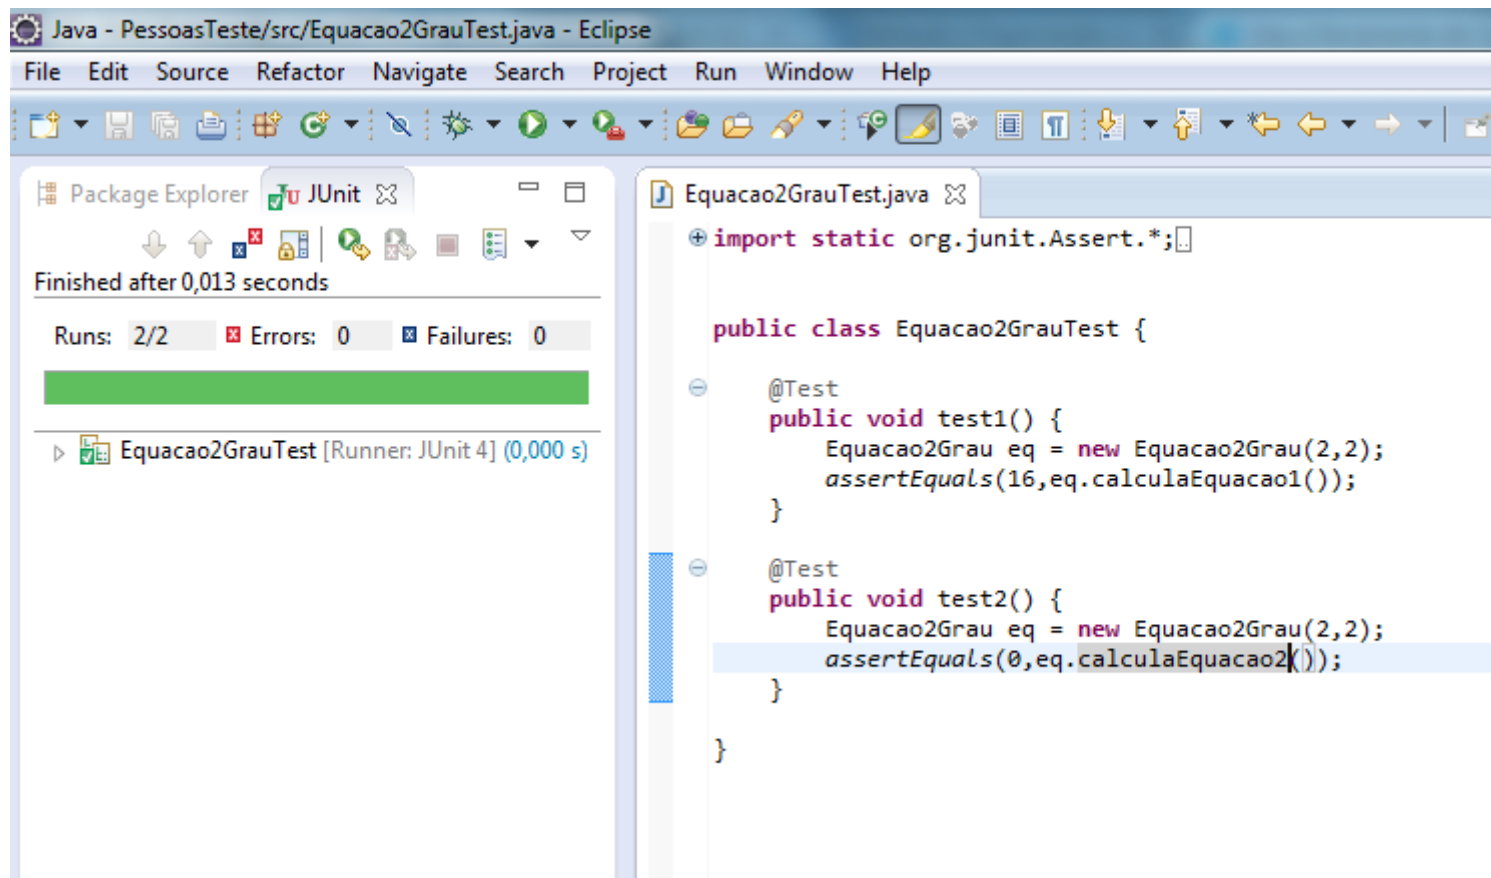 Java - PessoasTeste/src/Equacao2GrauTest.java - Eclipse
File Edit Source Refactor Navigate Search Project Run Window Help
Package Explorer JUnit
Finished after 0,013 seconds
Runs: 2/2 Errors: 0 Failures: 0
Equacao2GrauTest [Runner: JUnit 4] (0,000 s)
Equacao2GrauTest.java
import static org.junit.Assert.*;
public class Equacao2GrauTest {
@Test
public void test1() {
Equacao2Grau eq = new Equacao2Grau(2,2);
assertEquals(16,eq.calculaEquacao1());
}
@Test
public void test2() {
Equacao2Grau eq = new Equacao2Grau(2,2);
assertEquals(0,eq.calculaEquacao2());
}
}